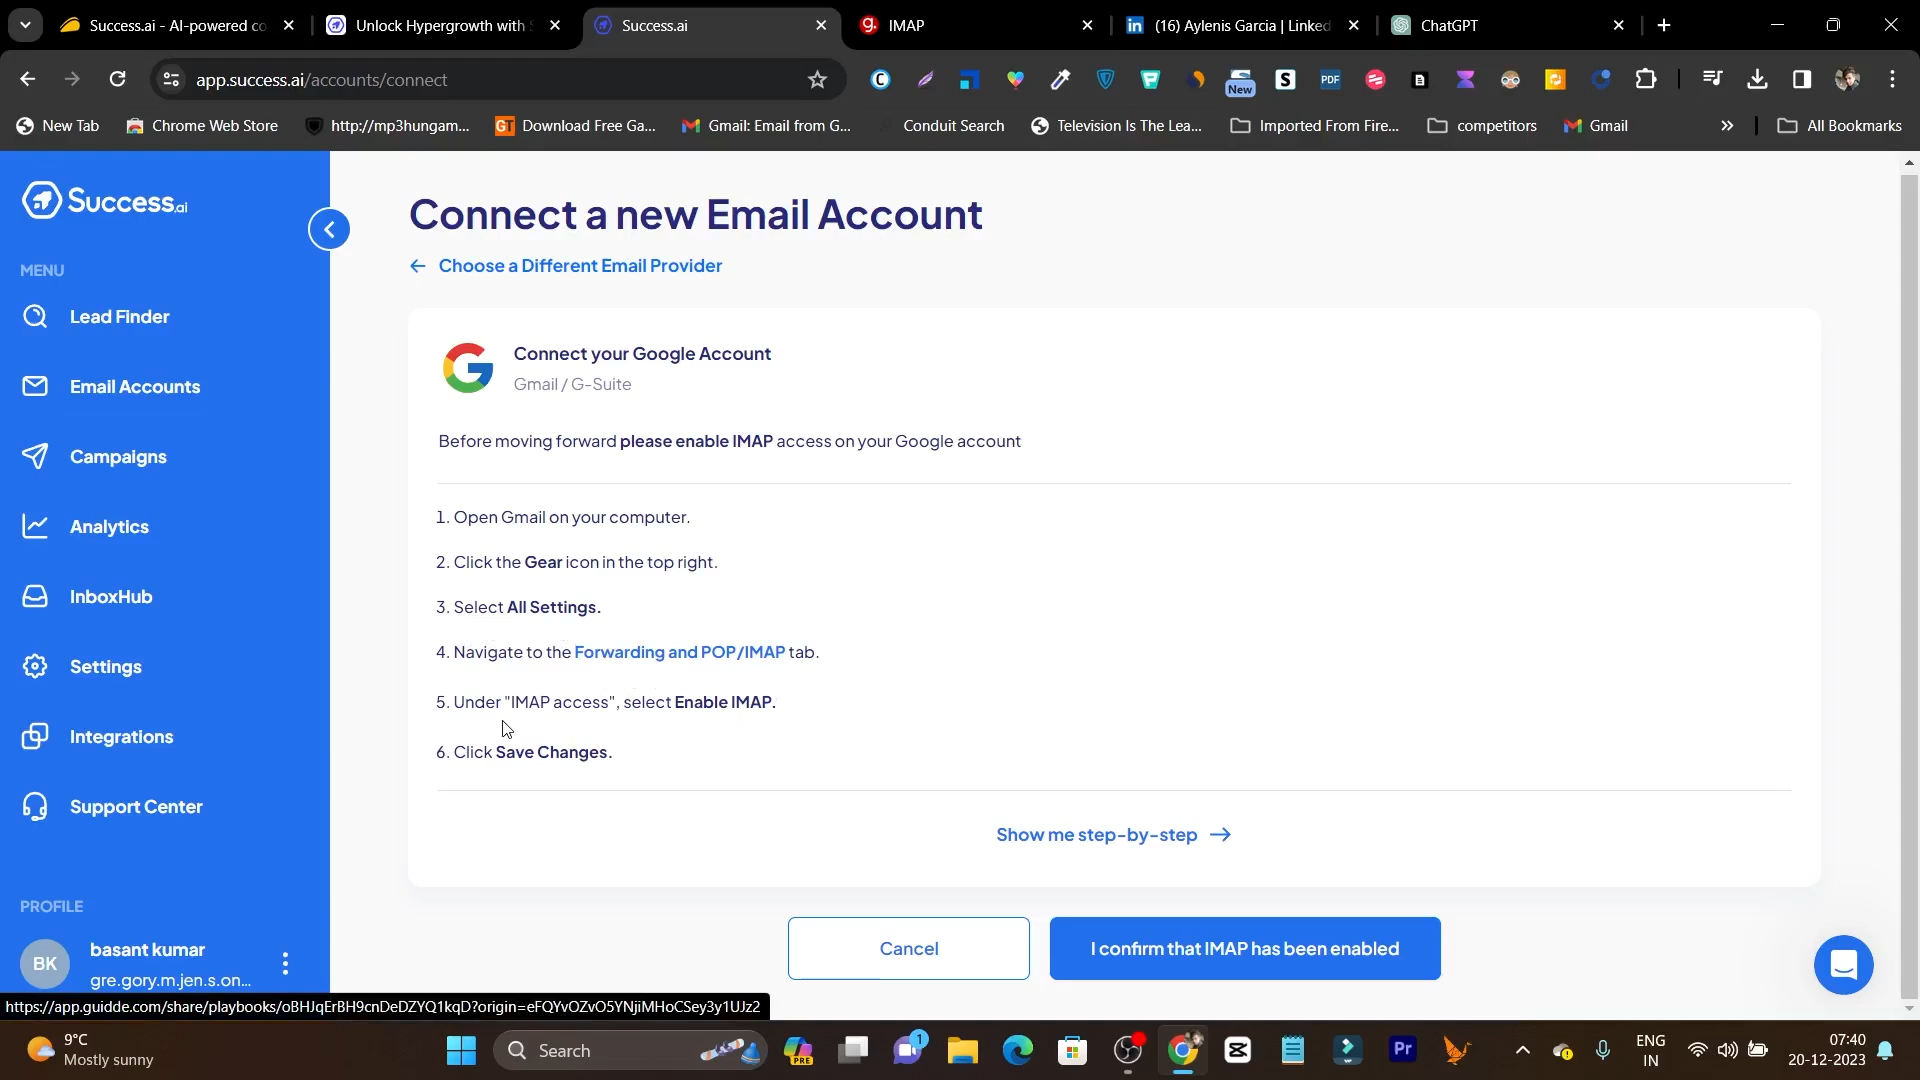 Success.ai - AI-powered co
Unlock Hypergrowth with S
Success.ai
IMAP
(16) Aylenis Garcia | Linked
ChatGPT
app.success.ai/accounts/connect
New
PDF
New Tab
Chrome Web Store
http://mp3hungam...
Download Free Ga...
Gmail: Email from G...
Conduit Search
Television Is The Lea...
Imported From Fire...
competitors
Gmail
All Bookmarks
Success.ai
MENU
Lead Finder
Email Accounts
Campaigns
Analytics
InboxHub
Settings
Integrations
Support Center
PROFILE
BK
basant kumar
gre.gory.m.jen.s.on...
Connect a new Email Account
Choose a Different Email Provider
Connect your Google Account
Gmail / G-Suite
Before moving forward please enable IMAP access on your Google account
1. Open Gmail on your computer.
2. Click the Gear icon in the top right.
3. Select All Settings.
4. Navigate to the Forwarding and POP/IMAP tab.
5. Under "IMAP access", select Enable IMAP.
6. Click Save Changes.
Show me step-by-step
Cancel
I confirm that IMAP has been enabled
https://app.guidde.com/share/playbooks/oBHJqErBH9cnDeDZYQ1kqD?origin=eFQYvOZvO5YNjiMHoCSey3y1UJz2
9°C
Mostly sunny
Search
PRE
1
Pr
ENG
IN
07:40
20-12-2023